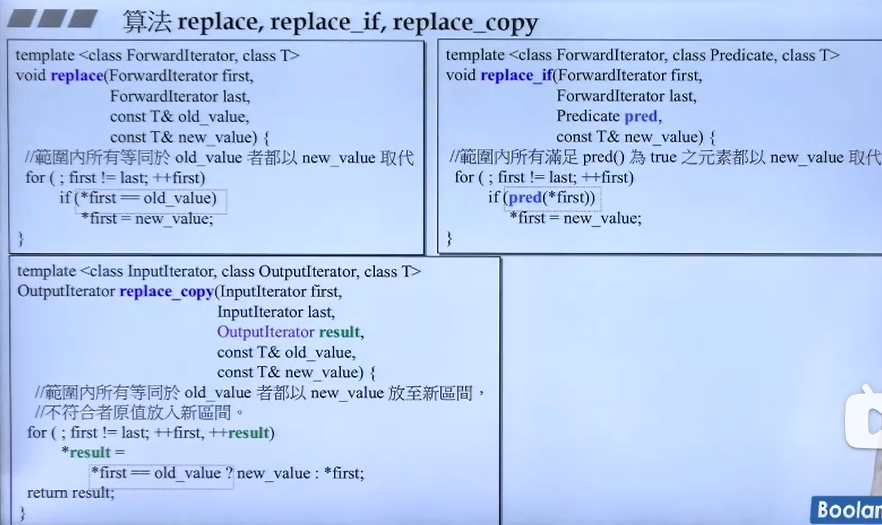 算法 replace, replace_if, replace_copy
template <class ForwardIterator, class T>
void replace(ForwardIterator first,
ForwardIterator last,
const T& old_value,
const T& new_value) {
//範圍內所有等同於 old_value 者都以 new_value 取代
for ( ; first != last; ++first)
if (*first == old_value)
*first = new_value;
}
template <class ForwardIterator, class Predicate, class T>
void replace_if(ForwardIterator first,
ForwardIterator last,
Predicate pred,
const T& new_value) {
//範圍內所有滿足 pred() 為 true 之元素都以 new_value 取代
for ( ; first != last; ++first)
if (pred(*first))
*first = new_value;
}
template <class InputIterator, class OutputIterator, class T>
OutputIterator replace_copy(InputIterator first,
InputIterator last,
OutputIterator result,
const T& old_value,
const T& new_value) {
//範圍內所有等同於 old_value 者都以 new_value 放至新區間，
//不符合者原值放入新區間。
for ( ; first != last; ++first, ++result)
*result =
*first == old_value ? new_value : *first;
return result;
}
Boolan